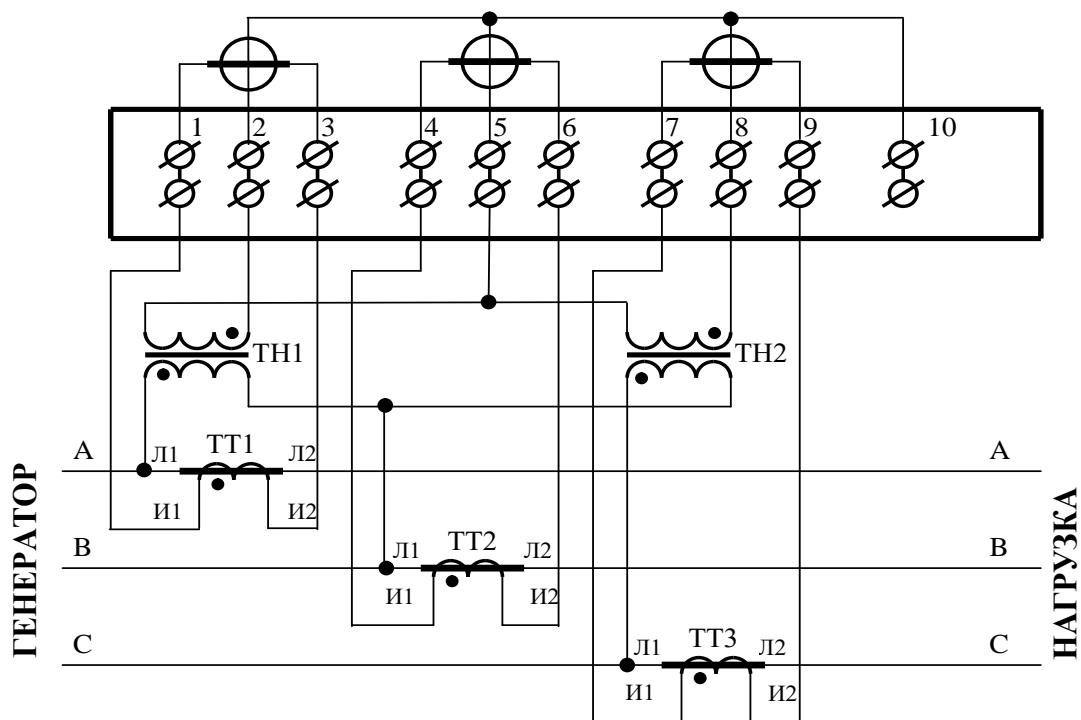 1 2 3 4 5 6 7 8 9 10
ТН1 ТН2
А Л1 ТТ1 Л2 А
И1 И2
В Л1 ТТ2 Л2 В
И1 И2
С Л1 ТТ3 Л2 С
И1 И2
ГЕНЕРАТОР
НАГРУЗКА